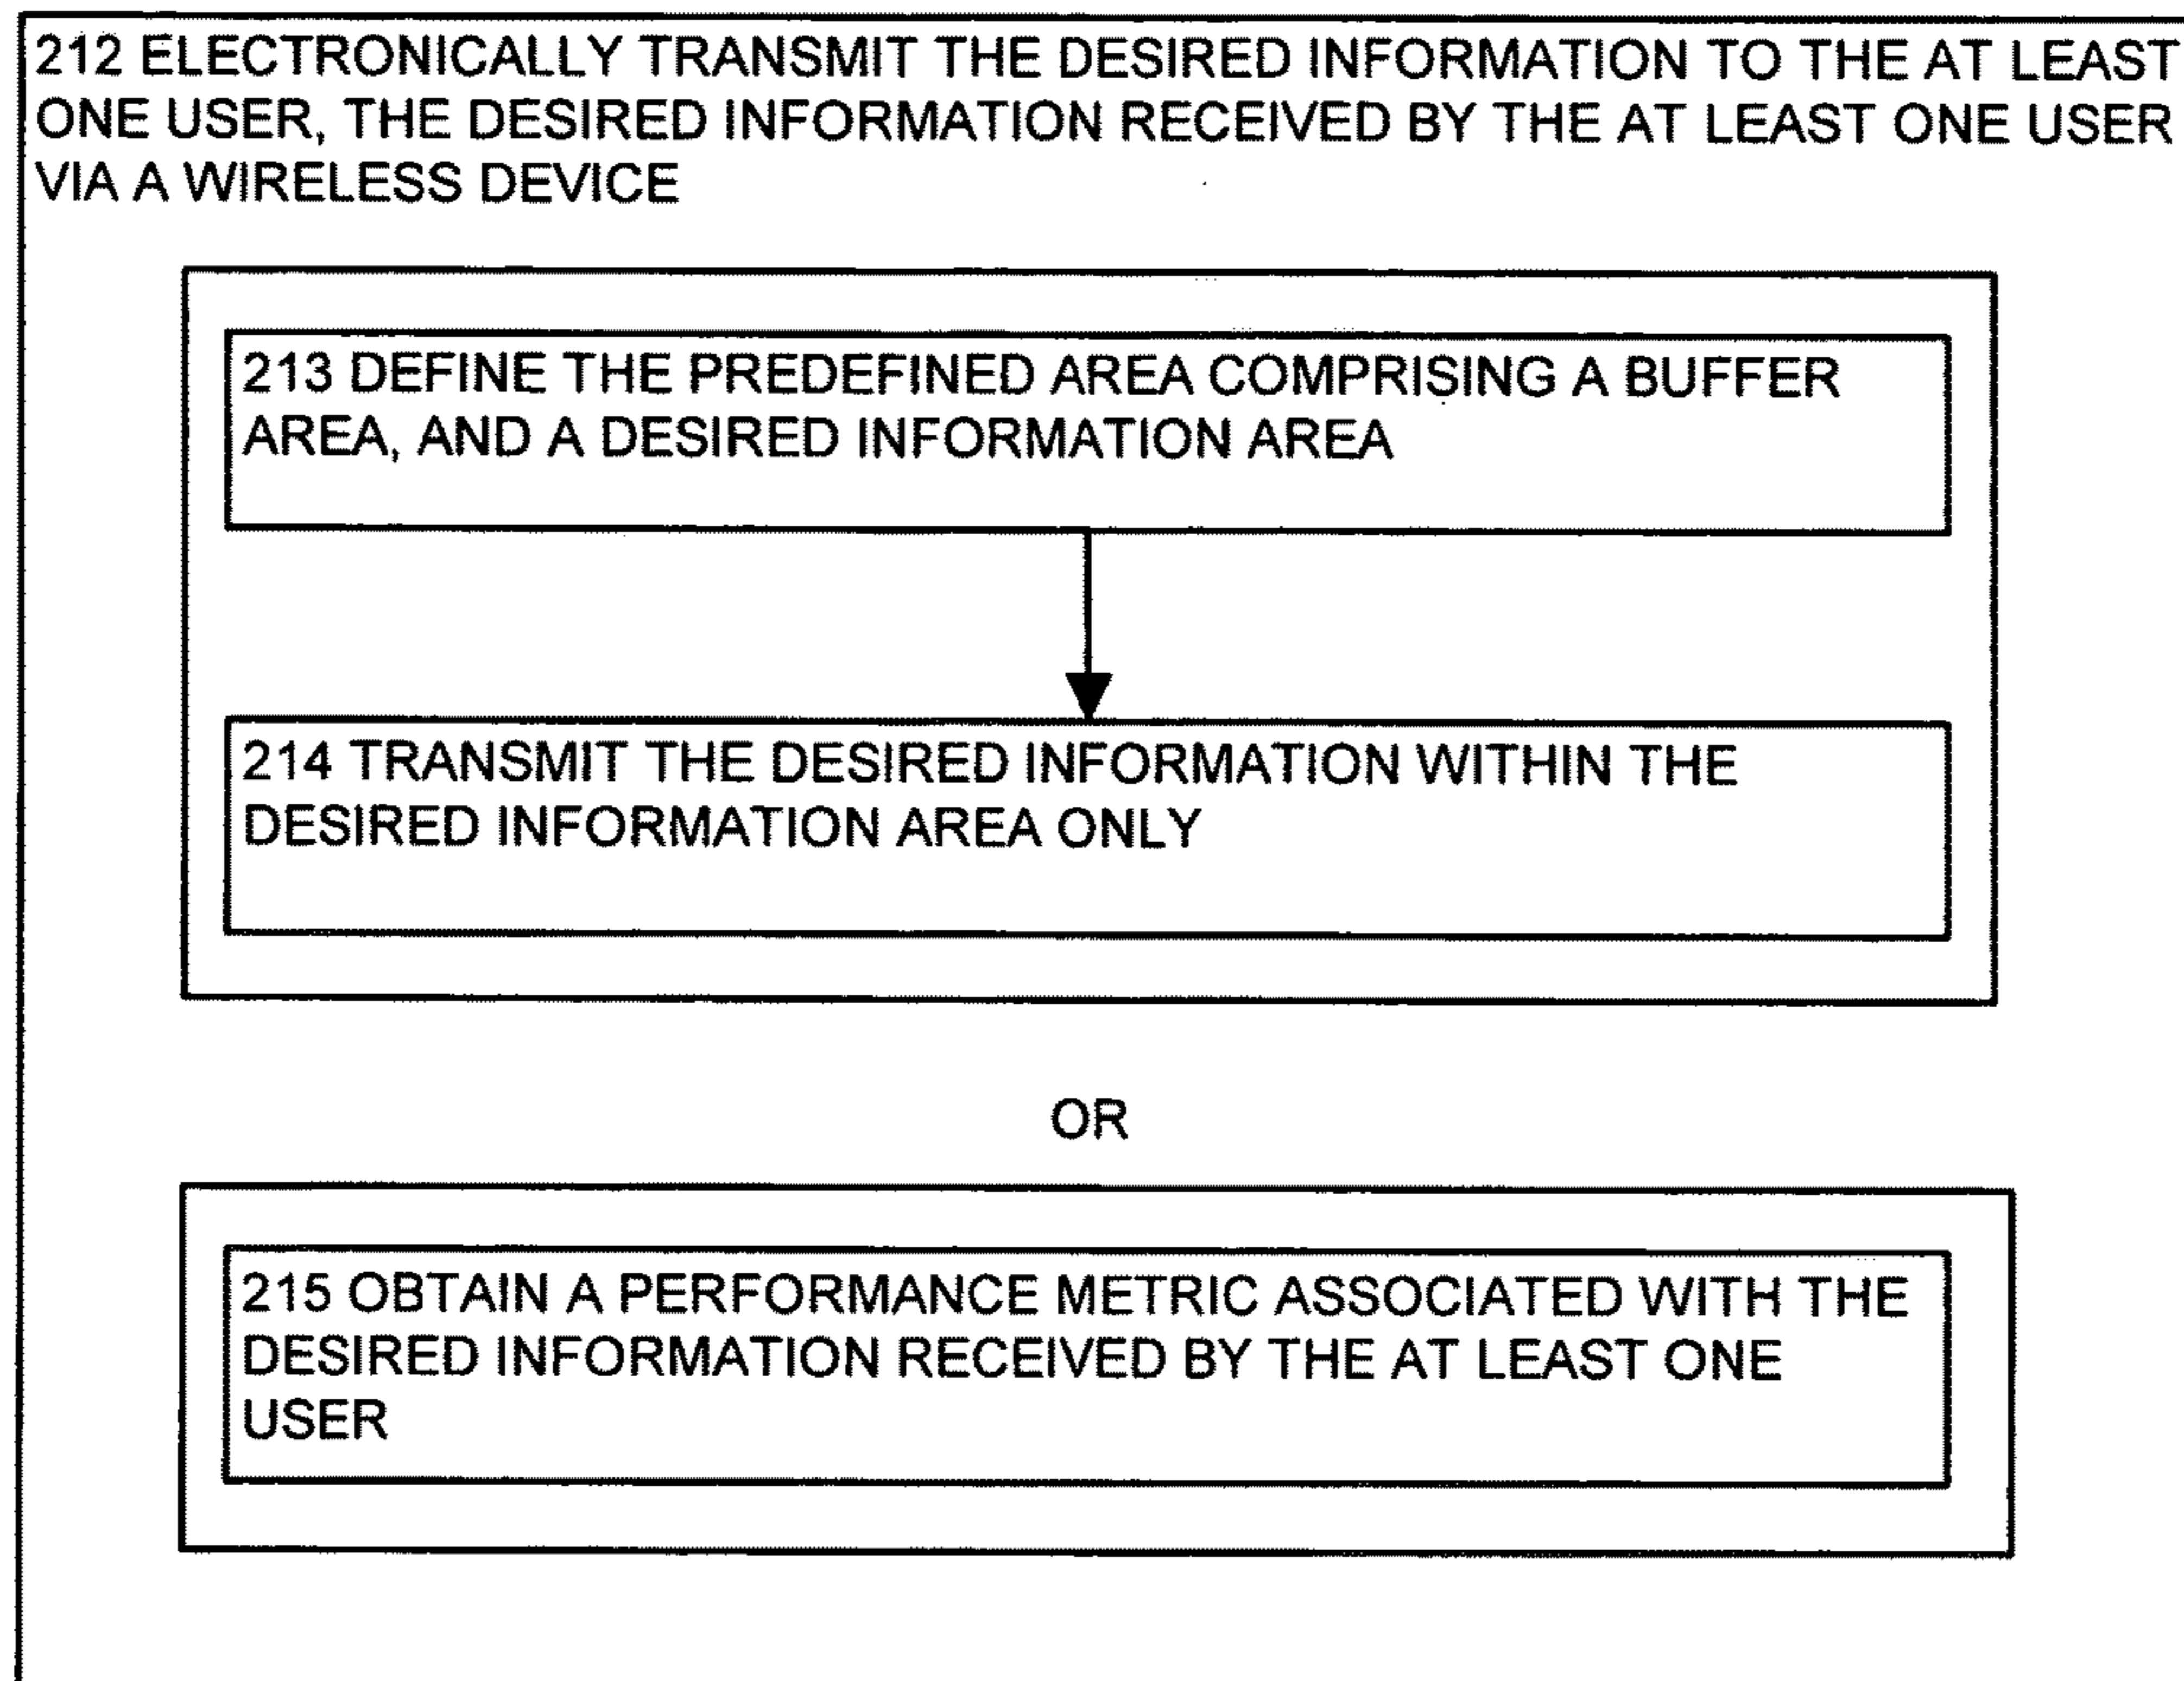 212 ELECTRONICALLY TRANSMIT THE DESIRED INFORMATION TO THE AT LEAST
ONE USER, THE DESIRED INFORMATION RECEIVED BY THE AT LEAST ONE USER
VIA A WIRELESS DEVICE
213 DEFINE THE PREDEFINED AREA COMPRISING A BUFFER
AREA, AND A DESIRED INFORMATION AREA
214 TRANSMIT THE DESIRED INFORMATION WITHIN THE
DESIRED INFORMATION AREA ONLY
OR
215 OBTAIN A PERFORMANCE METRIC ASSOCIATED WITH THE
DESIRED INFORMATION RECEIVED BY THE AT LEAST ONE
USER